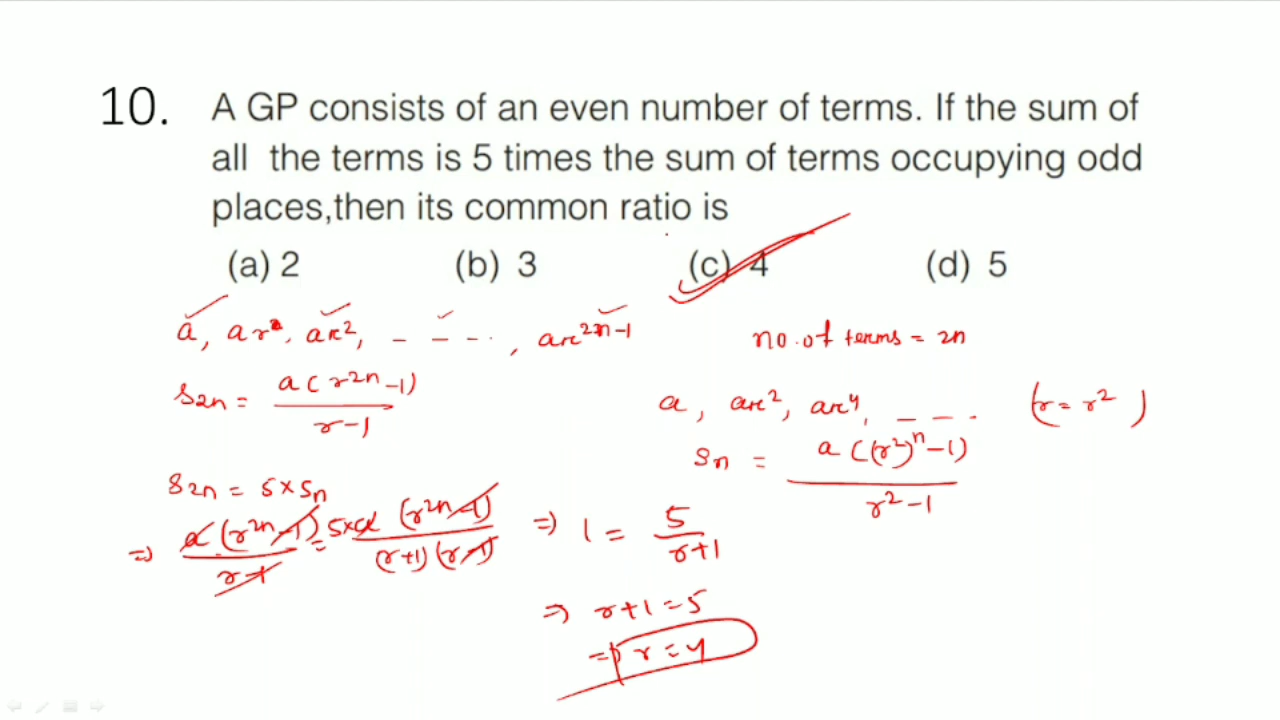 10. A GP consists of an even number of terms. If the sum of
all the terms is 5 times the sum of terms occupying odd
places,then its common ratio is
(a) 2 (b) 3 (c) 4 (d) 5
a, ar, ar², - - - ·· , ar²ⁿ⁻¹
no. of terms = 2n
S₂ₙ = a(r²ⁿ-1) / r-1
a, ar², ar⁴, - - - . (r = r²)
Sₙ = a((r²)ⁿ-1) / r²-1
S₂ₙ = 5×Sₙ
⇒ a(r²ⁿ-1) / r-1 = 5×a(r²ⁿ-1) / (r+1)(r-1) ⇒ 1 = 5 / r+1
⇒ r+1=5
⇒ r=4